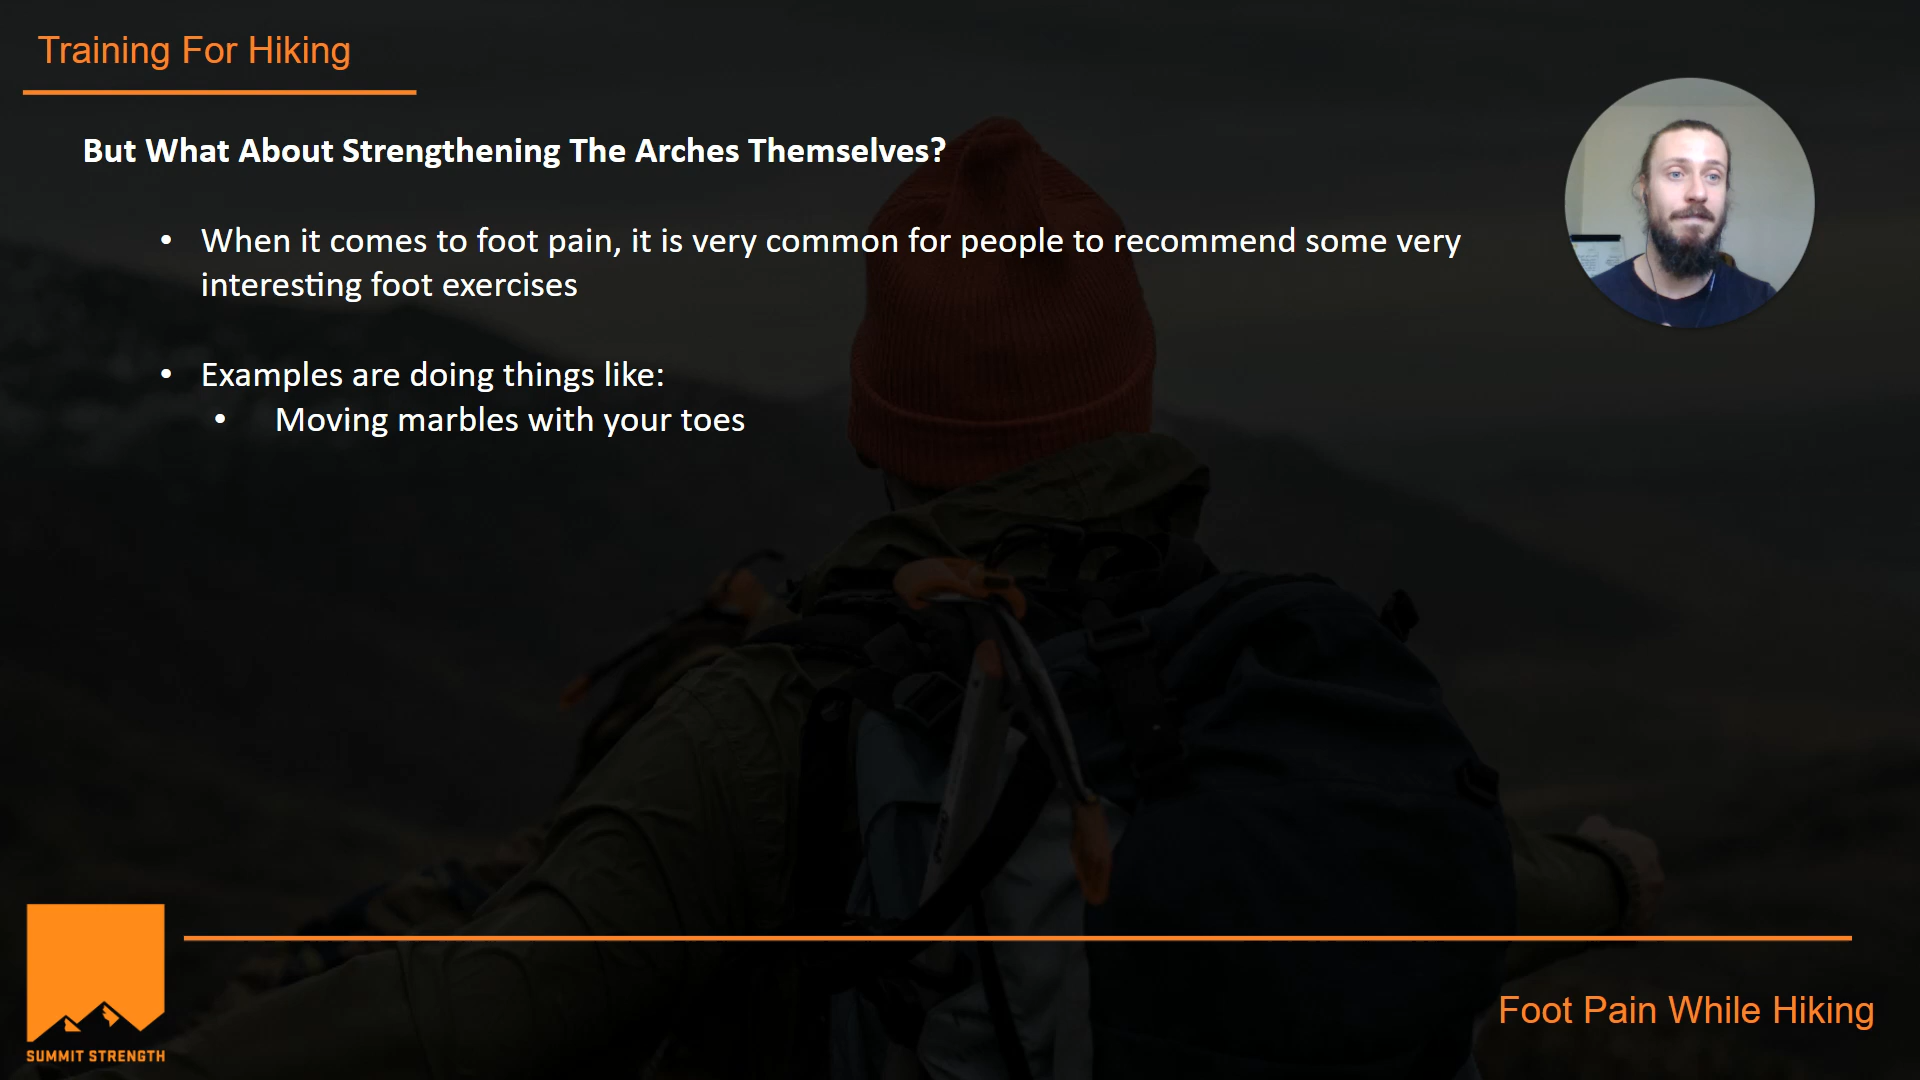 Training For Hiking
But What About Strengthening The Arches Themselves?
• When it comes to foot pain, it is very common for people to recommend some very
interesting foot exercises
• Examples are doing things like:
• Moving marbles with your toes
SUMMIT STRENGTH
Foot Pain While Hiking